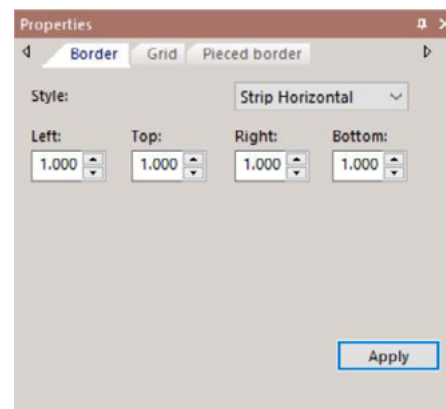 Properties
Border Grid Pieced border
Style: Strip Horizontal
Left: Top: Right: Bottom:
1.000 1.000 1.000 1.000
Apply